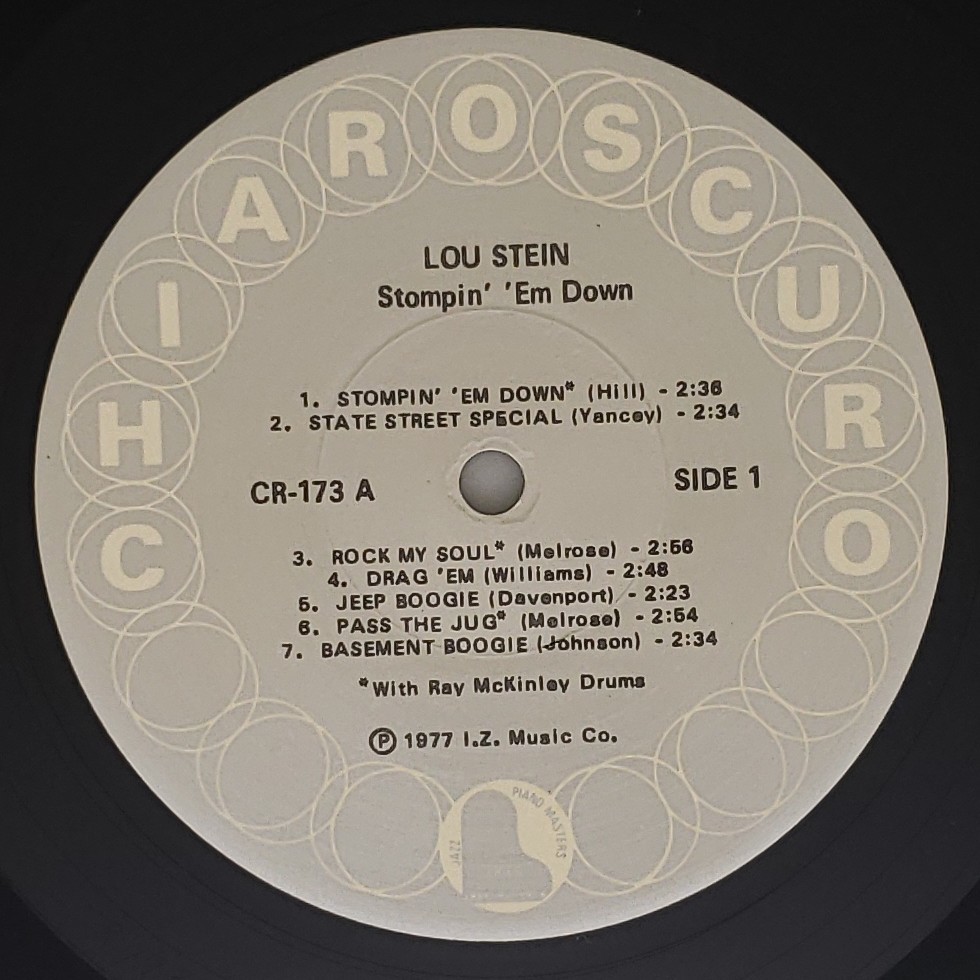 CHIAROSCURO
LOU STEIN
Stompin' 'Em Down
1. STOMPIN' 'EM DOWN* (Hill) - 2:36
2. STATE STREET SPECIAL (Yancey) - 2:34
CR-173 A
SIDE 1
3. ROCK MY SOUL* (Melrose) - 2:56
4. DRAG 'EM (Williams) - 2:48
5. JEEP BOOGIE (Davenport) - 2:23
6. PASS THE JUG* (Melrose) - 2:54
7. BASEMENT BOOGIE (Johnson) - 2:34
*With Ray McKinley Drums
Ⓟ 1977 I.Z. Music Co.
JAZZ PIANO MASTERS